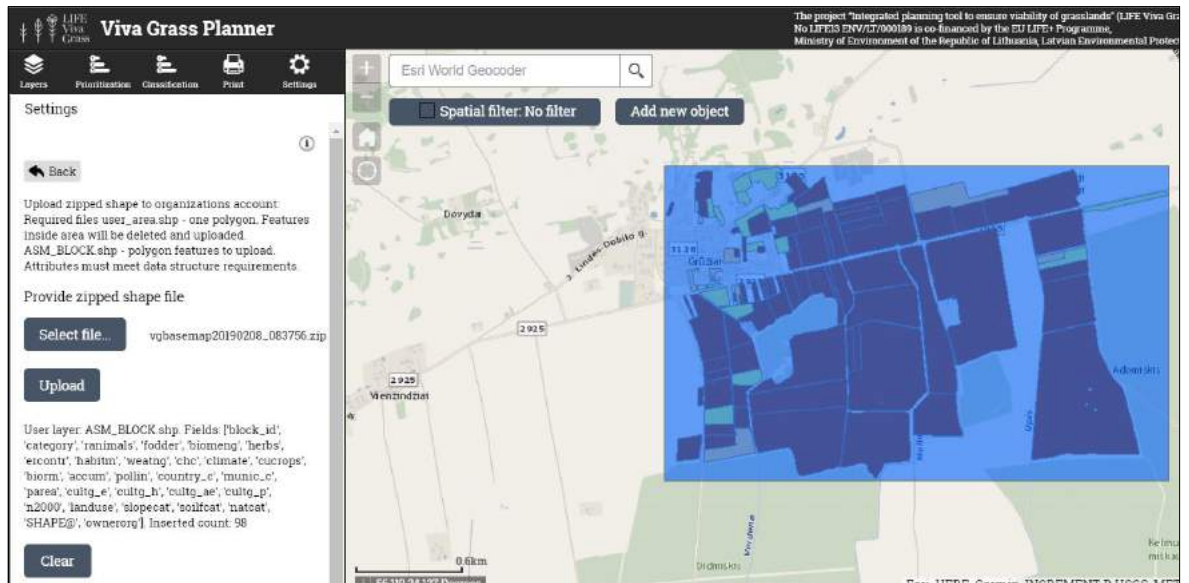 LIFE
Viva
Grass
Viva Grass Planner
The project "Integrated planning tool to ensure viability of grasslands" (LIFE Viva Gra
No LIFE13 ENV/LT/000189 is co-financed by the EU LIFE+ Programme,
Ministry of Environment of the Republic of Lithuania, Latvian Environmental Protec
Layers
Prioritization
Classification
Print
Settings
Settings
Back
Upload zipped shape to organizations account
Required files user_area.shp - one polygon. Features
inside area will be deleted and uploaded.
ASM_BLOCK.shp - polygon features to upload.
Attributes must meet data structure requirements
Provide zipped shape file
Select file...
vgbasemap20190208_083756.zip
Upload
User layer: ASM_BLOCK.shp. Fields: ['block_id',
'category', 'ranimals', 'fodder', 'biomeng', 'herbs',
'ercontr', 'habitm', 'weatng', 'chc', 'climate', 'cucrops',
'biorm', 'accum', 'pollin', 'country_c', 'munic_c',
'parea', 'cultg_e', 'cultg_h', 'cultg_ae', 'cultg_p',
'n2000', 'landuse', 'slopecat', 'soilfcat', 'natcat',
'SHAPE@', 'ownerorg']. Inserted count: 98
Clear
+
Esri World Geocoder
Spatial filter: No filter
Add new object
Dovydai
J. Lindes-Dobilo g.
3128
Grūžiai
2925
2925
Vienžindžiai
0.6km